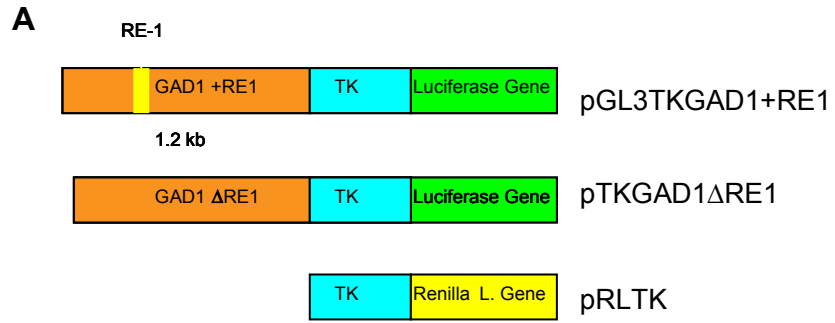 A
RE-1
GAD1 +RE1 TK Luciferase Gene pGL3TKGAD1+RE1
1.2 kb
GAD1 ΔRE1 TK Luciferase Gene pTKGAD1ΔRE1
TK Renilla L. Gene pRLTK